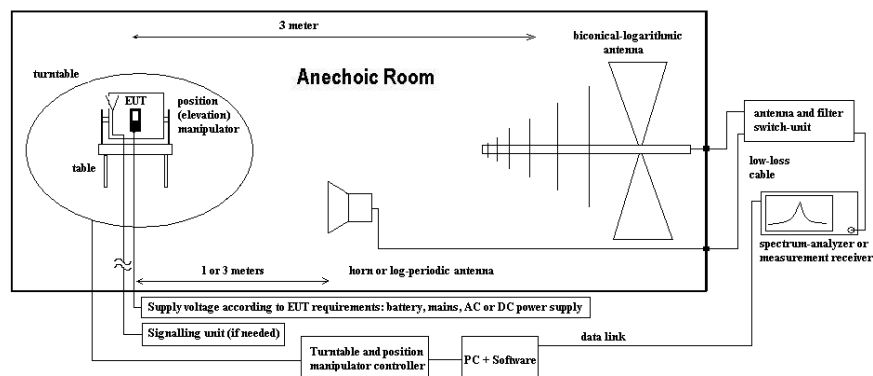 3 meter
biconical-logarithmic
antenna
turntable
Anechoic Room
EUT
position
(elevation)
manipulator
antenna and filter
switch-unit
table
low-loss
cable
spectrum-analyzer or
measurement receiver
1 or 3 meters
horn or log-periodic antenna
Supply voltage according to EUT requirements: battery, mains, AC or DC power supply
Signalling unit (if needed)
data link
Turntable and position
manipulator controller
PC + Software